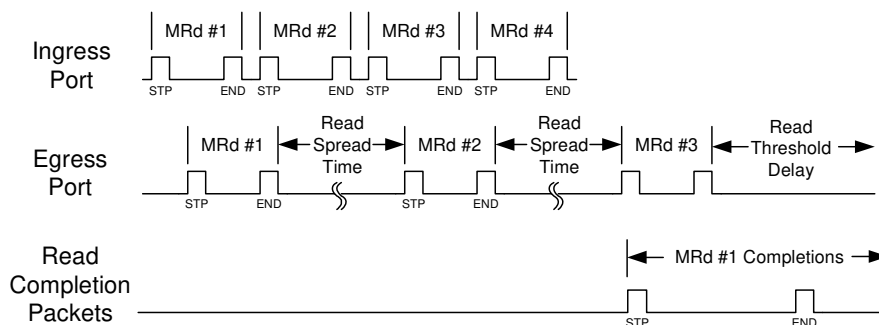 MRd #1 MRd #2 MRd #3 MRd #4
Ingress
Port
STP END STP END STP END STP END
Read
Spread
Time
Read
Spread
Time
Read
Threshold
Delay
MRd #1 MRd #2 MRd #3
Egress
Port
STP END STP END
Read
Completion
Packets
MRd #1 Completions
STP END